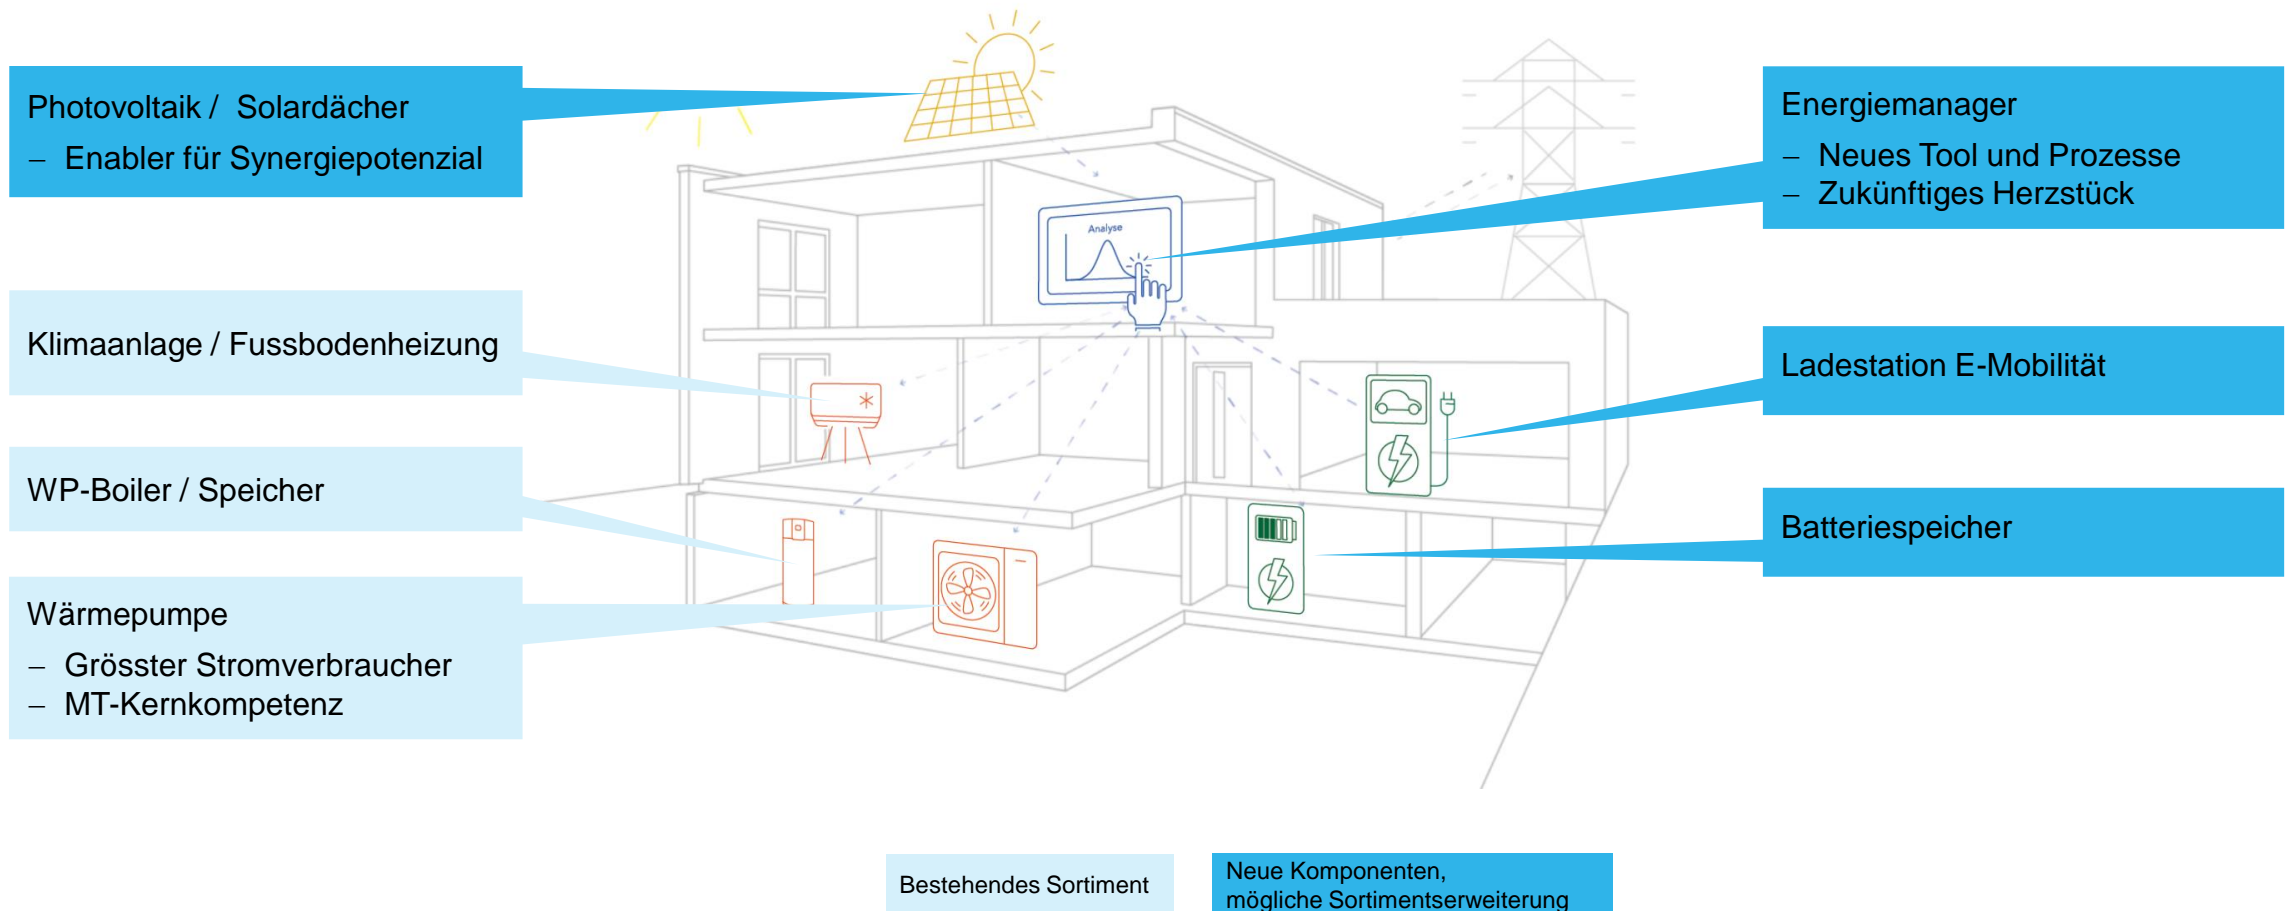 Photovoltaik / Solardächer
– Enabler für Synergiepotenzial
Klimaanlage / Fussbodenheizung
WP-Boiler / Speicher
Wärmepumpe
– Grösster Stromverbraucher
– MT-Kernkompetenz
Analyse
Energiemanager
– Neues Tool und Prozesse
– Zukünftiges Herzstück
Ladestation E-Mobilität
Batteriespeicher
Bestehendes Sortiment
Neue Komponenten,
mögliche Sortimentserweiterung